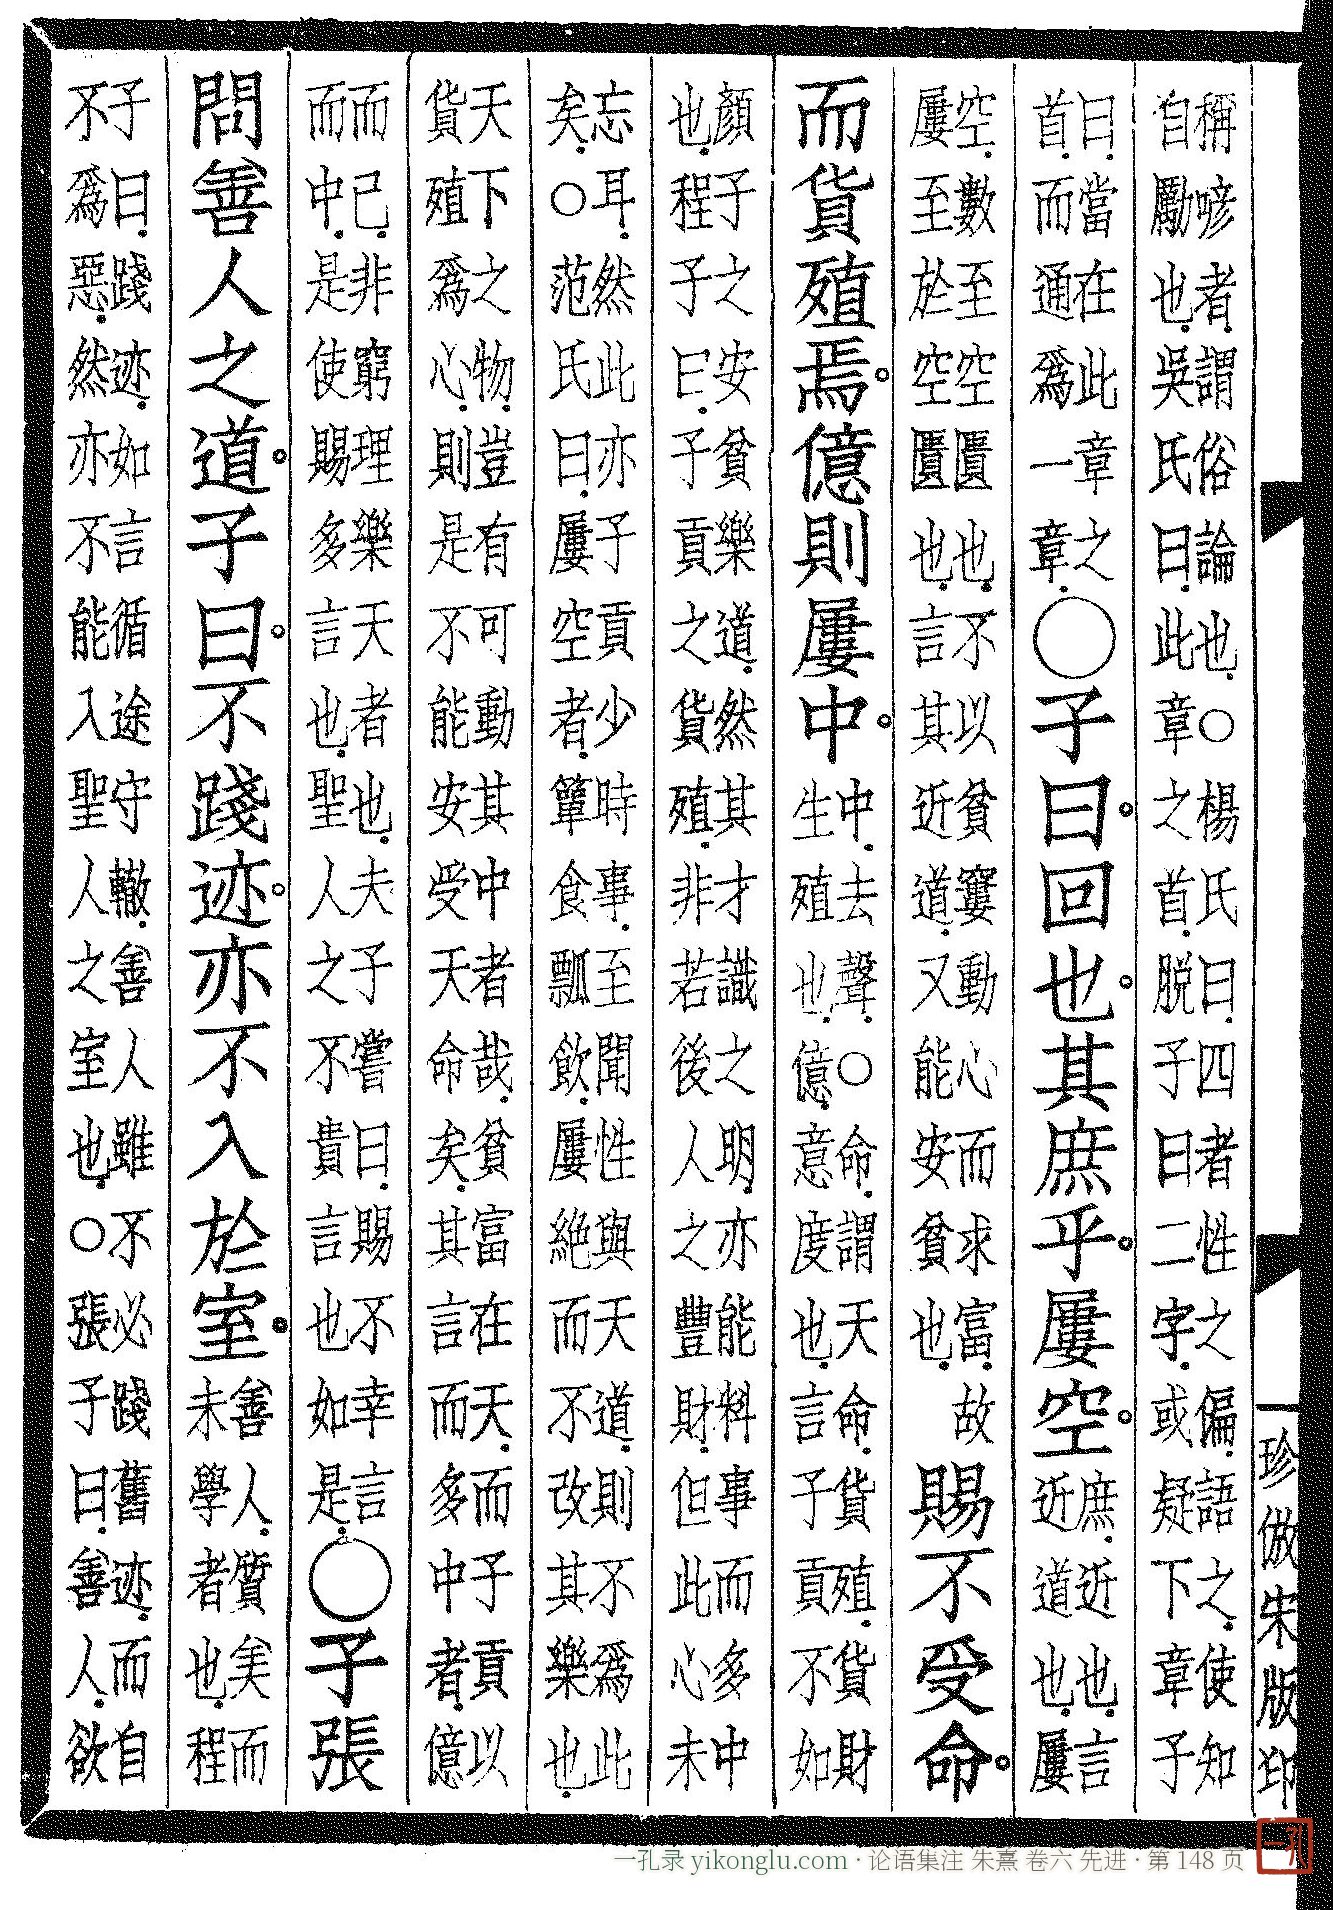 珍倣宋版印
稱喭者。謂俗論也。○楊氏曰。四者性之偏。語之。使知
自勵也。吳氏曰。此章之首。脫子曰二字。或疑下章子
曰。當在此章之
首。而通爲一章。
○子曰。回也。其庶乎。屢空。
庶。近也。言
近道也。屢
空。數至空匱也。不以貧窶動心而求富。故
屢至於空匱也。言其近道。又能安貧也。
賜不受命。
而貨殖焉。億則屢中。
中。去聲。○命。謂天命。貨殖。貨財
生殖也。億。意度也。言子貢不如
顏子之安貧樂道。然其才識之明。亦能料事而多中
也。程子曰。子貢之貨殖。非若後人之豐財。但此心未
忘耳。然此亦子貢少時事。至聞性與天道。則不爲此
矣。○范氏曰。屢空者。簞食瓢飲。屢絕而不改其樂也。
天下之物。豈有可動其中者哉。貧富在天。而子貢以
貨殖爲心。則是不能安受天命矣。其言而多中者。億
而已。非窮理樂天者也。夫子嘗曰。賜不幸言
而中。是使賜多言也。聖人之不貴言也如是。
○子張
問善人之道。子曰。不踐迹。亦不入於室。
善人。質美而
未學者也。程
子曰。踐迹。如言循途守轍。善人雖不必踐舊迹。而自
不爲惡。然亦不能入聖人之室也。○張子曰。善人。欲
一孔录 yikonglu.com · 论语集注 朱熹 卷六 先进 · 第 148 页
一孔